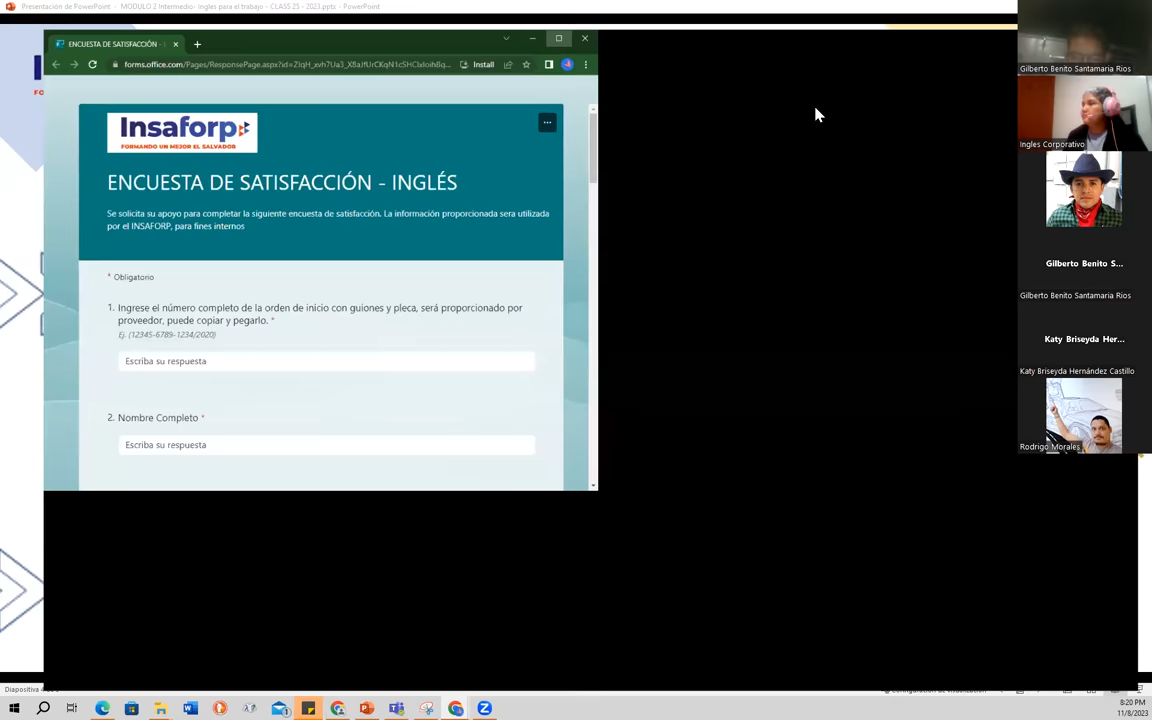 Presentación de PowerPoint - MODULO 2 Intermedio- Ingles para el trabajo - CLASS 25 - 2023.pptx - PowerPoint
ENCUESTA DE SATISFACCIÓN -
forms.office.com/Pages/ResponsePage.aspx?id=
Install
Insaforp
FORMANDO UN MEJOR EL SALVADOR
ENCUESTA DE SATISFACCIÓN - INGLÉS
Se solicita su apoyo para completar la siguiente encuesta de satisfacción. La información proporcionada sera utilizada
por el INSAFORP, para fines internos
* Obligatorio
1. Ingrese el número completo de la orden de inicio con guiones y pleca, será proporcionado por
proveedor, puede copiar y pegarlo. *
Ej. (12345-6789-1234/2020)
Escriba su respuesta
2. Nombre Completo *
Escriba su respuesta
Gilberto Benito Santamaria Rios
Ingles Corporativo
Gilberto Benito S...
Gilberto Benito Santamaria Rios
Katy Briseyda Her...
Katy Briseyda Hernández Castillo
Rodrigo Morales
Diapositiva
8:20 PM
11/8/2023